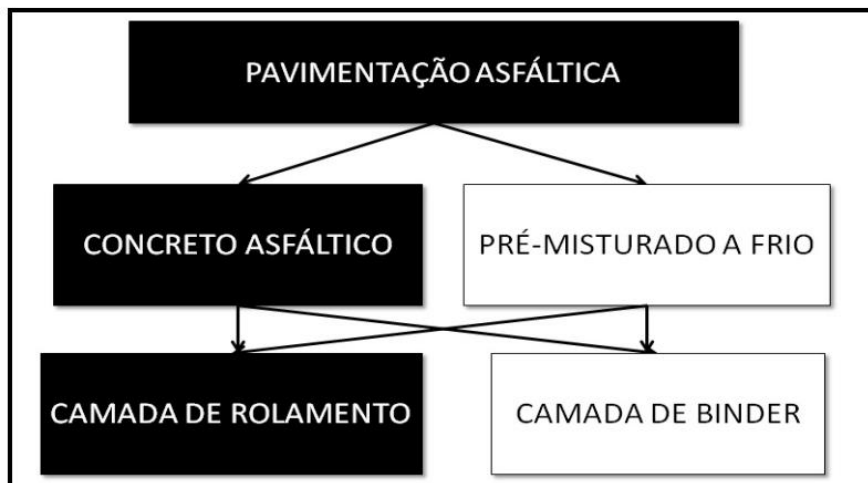 PAVIMENTAÇÃO ASFÁLTICA
CONCRETO ASFÁLTICO
PRÉ-MISTURADO A FRIO
CAMADA DE ROLAMENTO
CAMADA DE BINDER